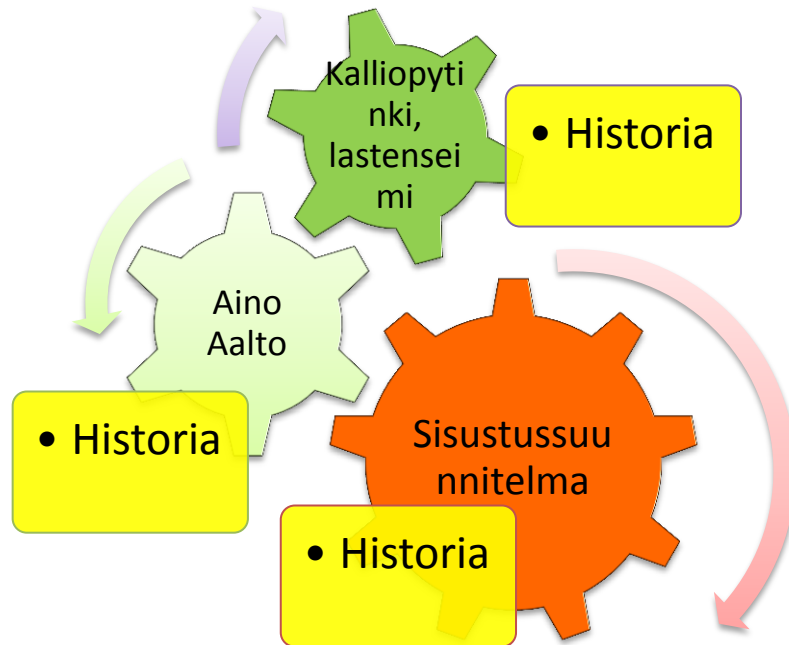 Kalliopyti
nki,
lastensei
mi
• Historia
Aino
Aalto
• Historia
Sisustussuu
nnitelma
• Historia